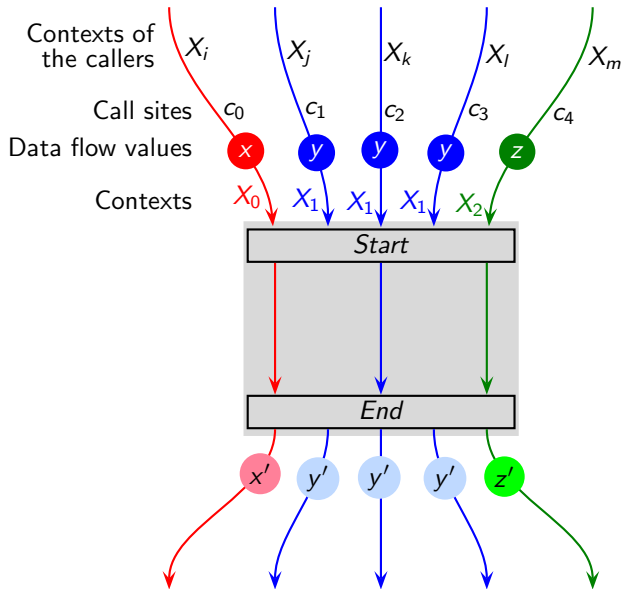 Contexts of
the callers
X_i X_j X_k X_l X_m
Call sites c_0 c_1 c_2 c_3 c_4
Data flow values x y y y z
Contexts X_0 X_1 X_1 X_1 X_2
Start
End
x′ y′ y′ y′ z′